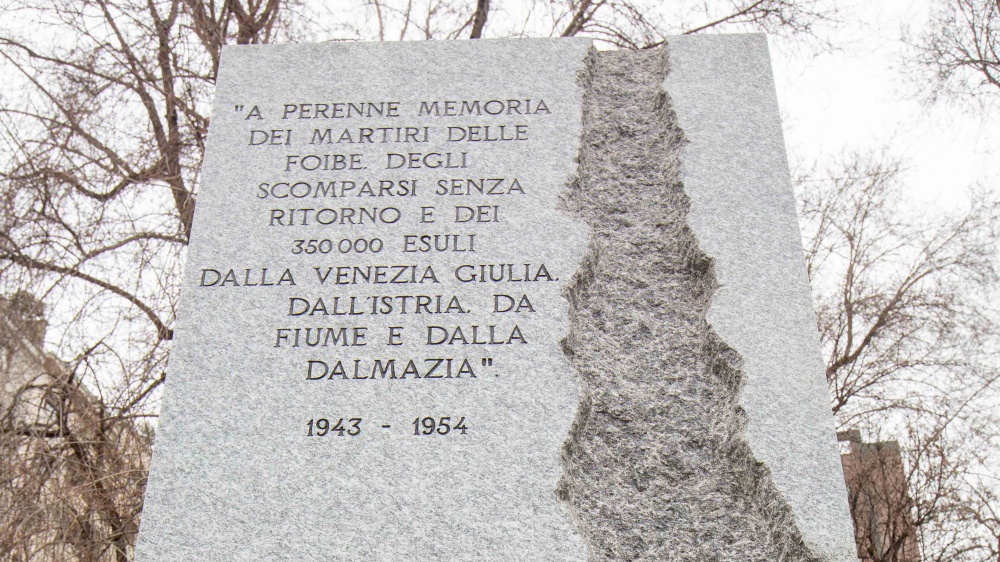 "A PERENNE MEMORIA
DEI MARTIRI DELLE
FOIBE. DEGLI
SCOMPARSI SENZA
RITORNO E DEI
350 000 ESULI
DALLA VENEZIA GIULIA.
DALL'ISTRIA. DA
FIUME E DALLA
DALMAZIA".
1943 - 1954